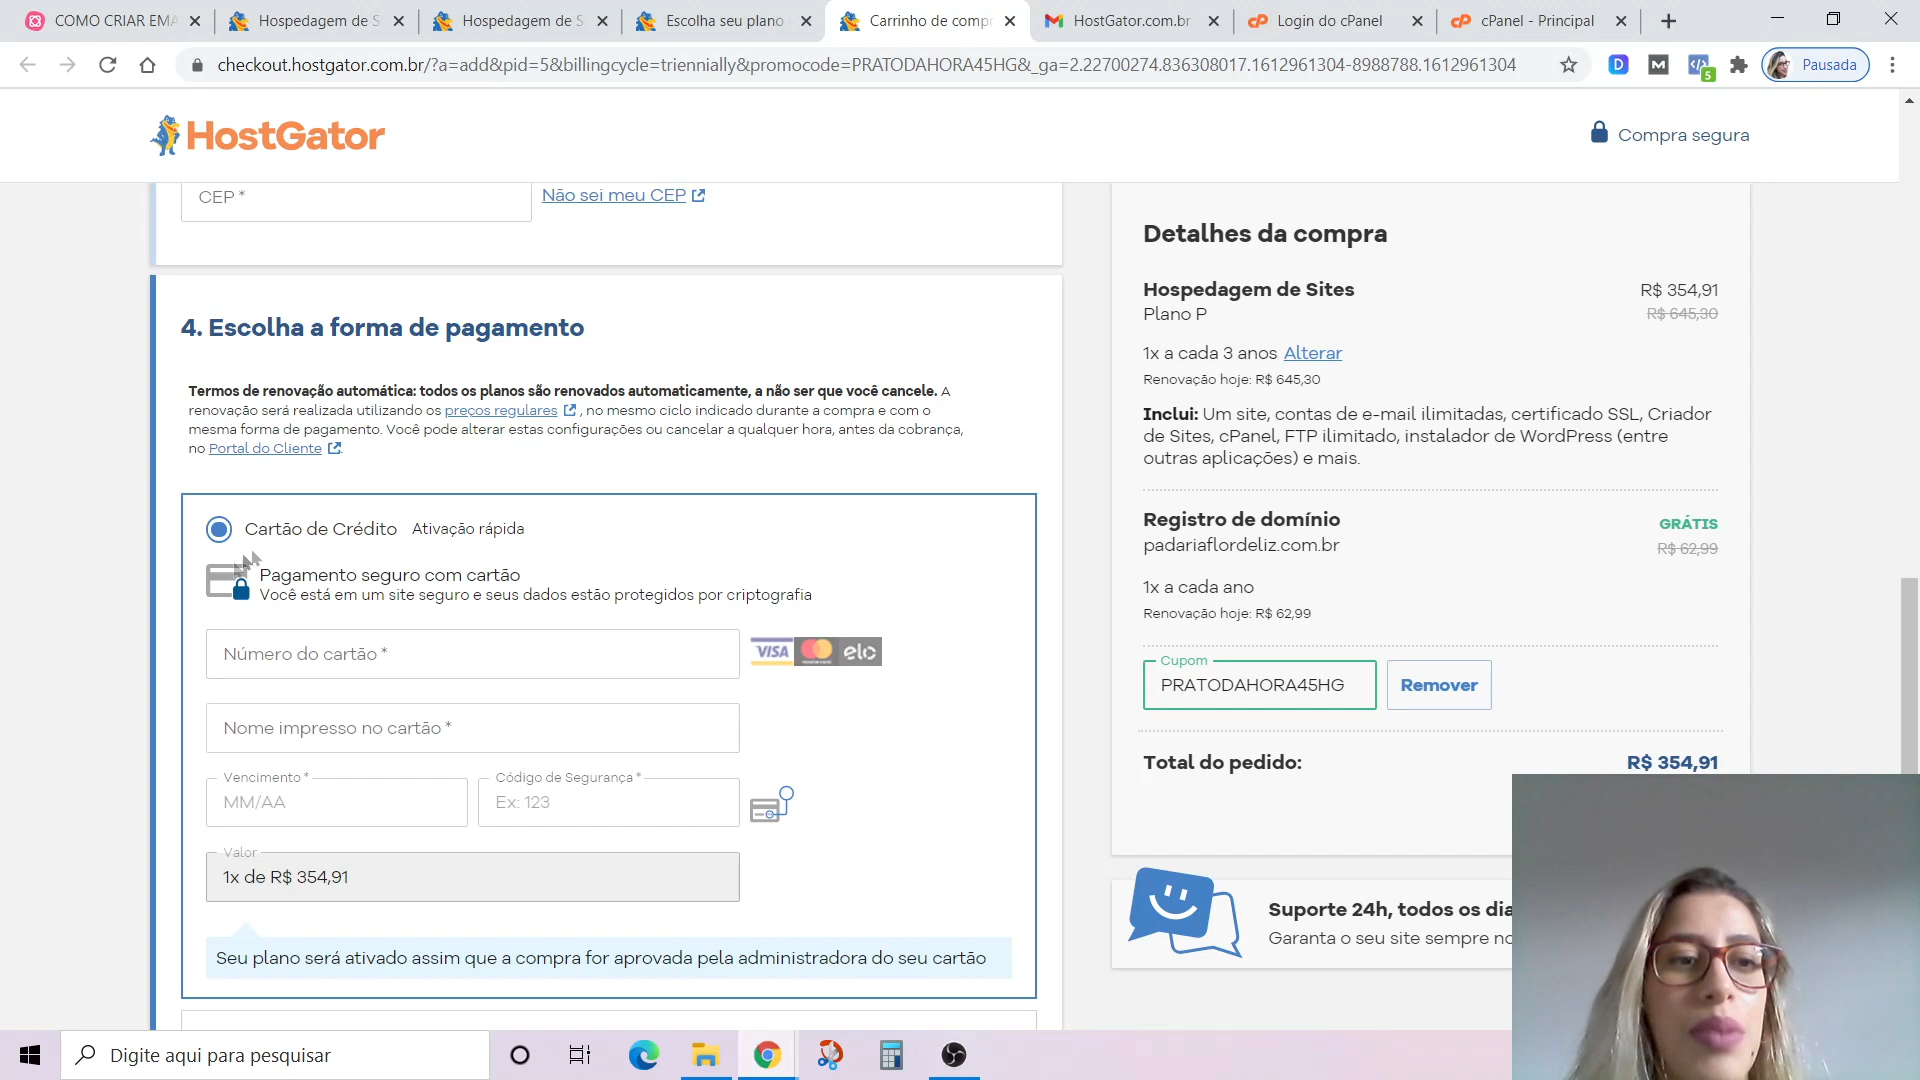 COMO CRIAR EMA
Hospedagem de S
Hospedagem de S
Escolha seu plano
Carrinho de compr
HostGator.com.br
Login do cPanel
cPanel - Principal
checkout.hostgator.com.br/?a=add&pid=5&billingcycle=triennially&promocode=PRATODAHORA45HG&_ga=2.22700274.836308017.1612961304-8988788.1612961304
5
Pausada
HostGator
Compra segura
CEP *
Não sei meu CEP
4. Escolha a forma de pagamento
Termos de renovação automática: todos os planos são renovados automaticamente, a não ser que você cancele. A
renovação será realizada utilizando os preços regulares , no mesmo ciclo indicado durante a compra e com o
mesma forma de pagamento. Você pode alterar estas configurações ou cancelar a qualquer hora, antes da cobrança,
no Portal do Cliente .
Cartão de Crédito Ativação rápida
Pagamento seguro com cartão
Você está em um site seguro e seus dados estão protegidos por criptografia
Número do cartão *
VISA
elo
Nome impresso no cartão *
Vencimento *
MM/AA
Código de Segurança *
Ex: 123
Valor
1x de R$ 354,91
Seu plano será ativado assim que a compra for aprovada pela administradora do seu cartão
Detalhes da compra
Hospedagem de Sites R$ 354,91
Plano P R$ 645,30
1x a cada 3 anos Alterar
Renovação hoje: R$ 645,30
Inclui: Um site, contas de e-mail ilimitadas, certificado SSL, Criador
de Sites, cPanel, FTP ilimitado, instalador de WordPress (entre
outras aplicações) e mais.
Registro de domínio GRÁTIS
padariaflordeliz.com.br R$ 62,99
1x a cada ano
Renovação hoje: R$ 62,99
Cupom
PRATODAHORA45HG
Remover
Total do pedido: R$ 354,91
Suporte 24h, todos os dia
Garanta o seu site sempre no
Digite aqui para pesquisar